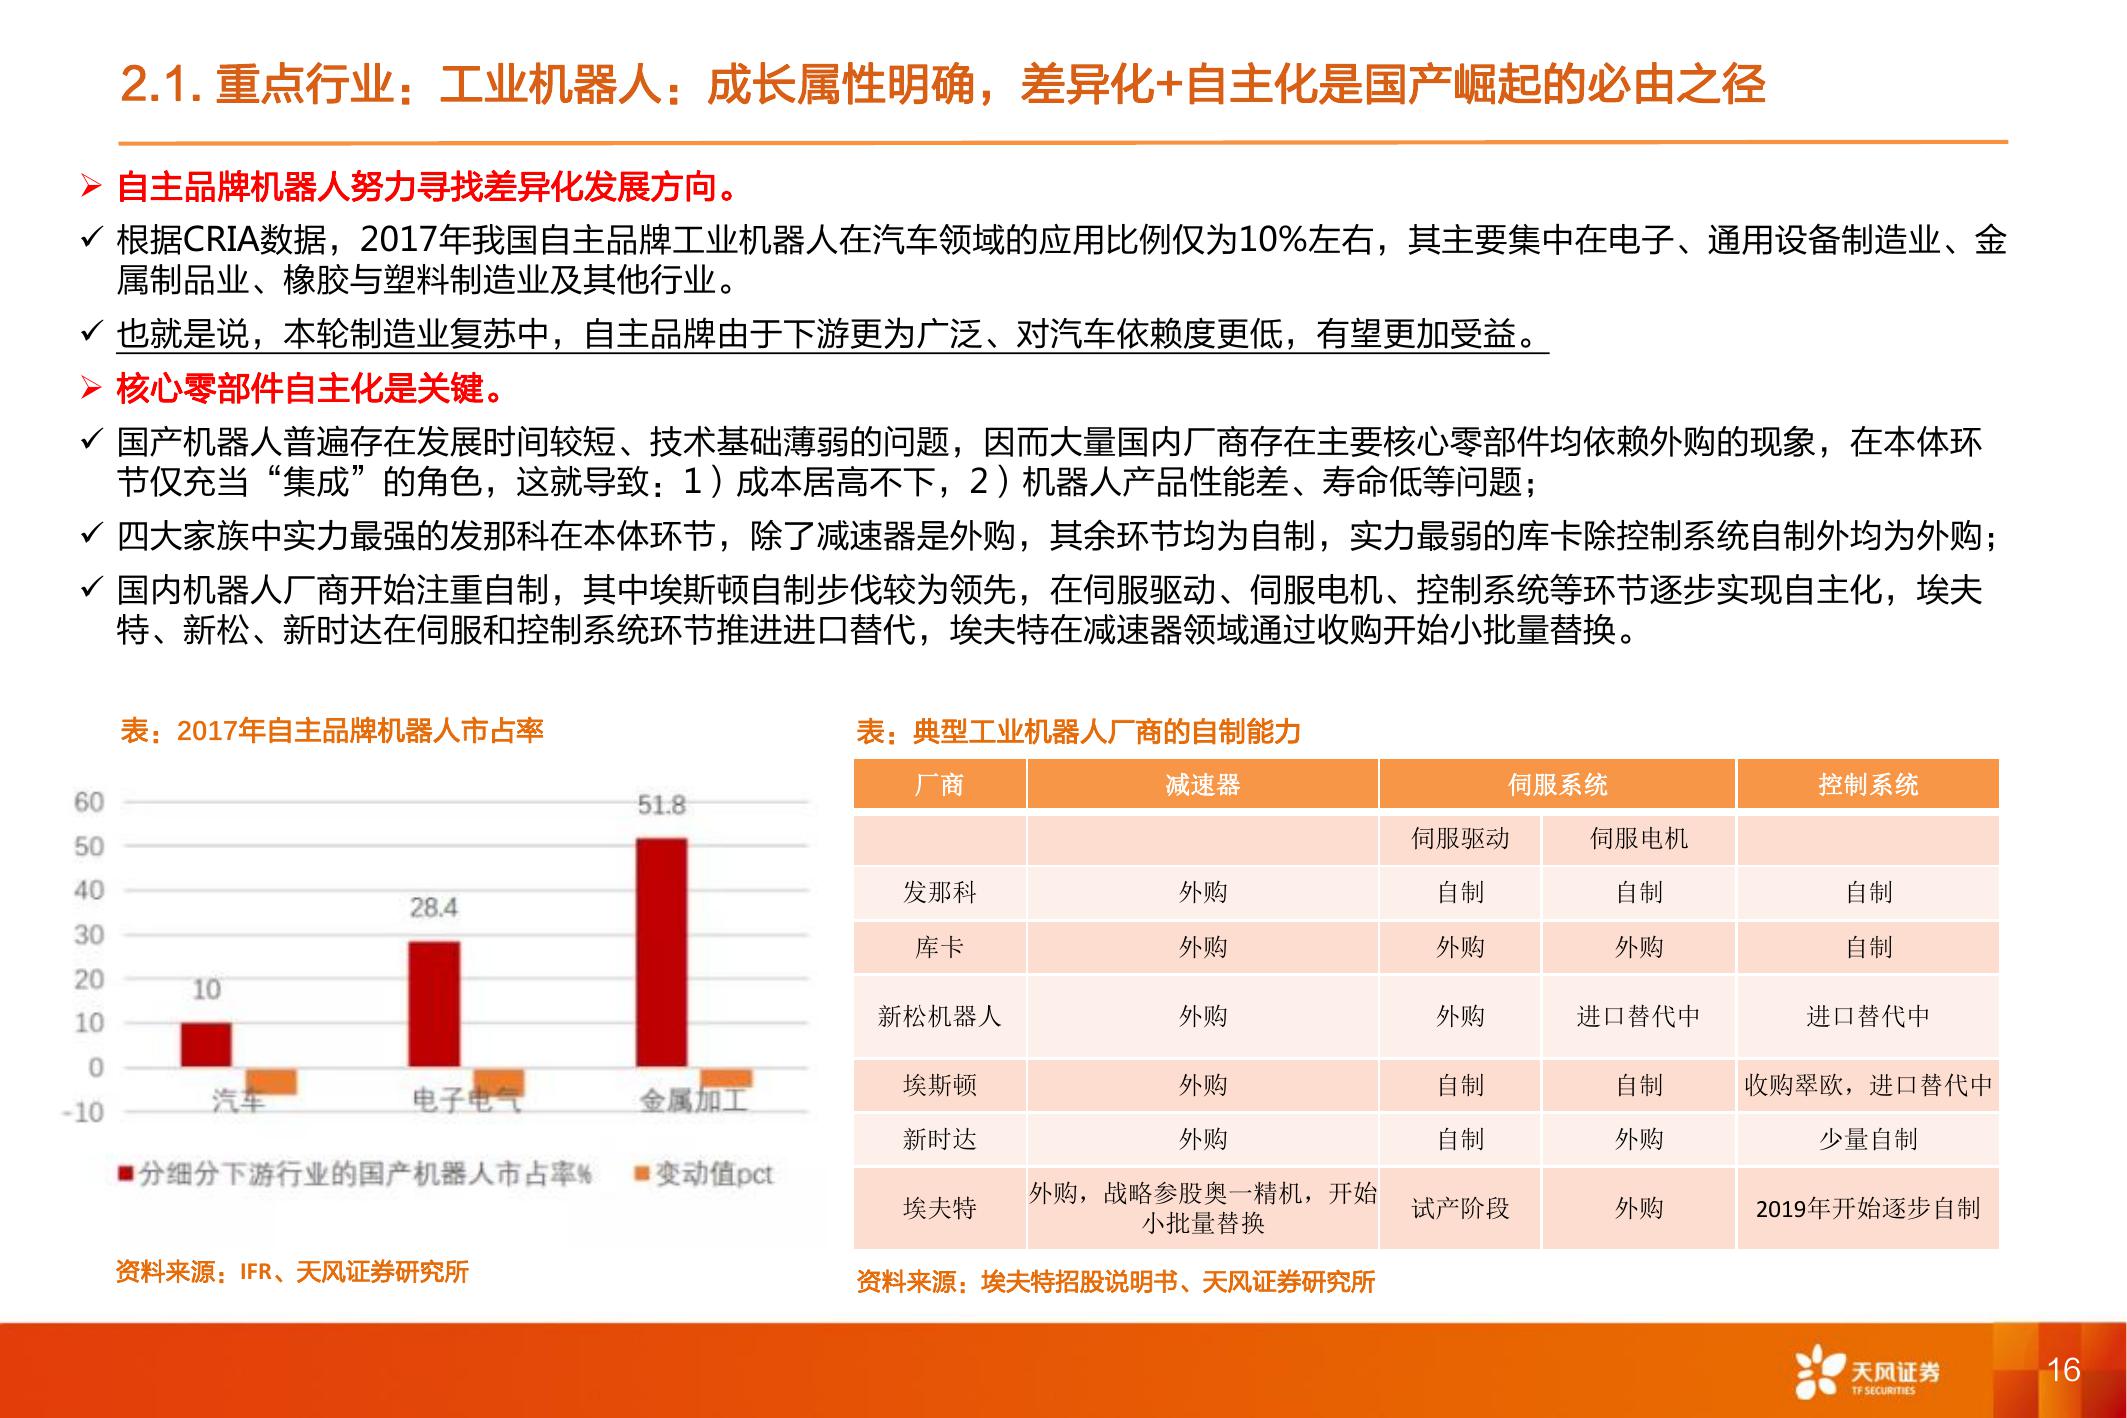 2.1. 重点行业：工业机器人：成长属性明确，差异化+自主化是国产崛起的必由之径
➢ 自主品牌机器人努力寻找差异化发展方向。
✓ 根据CRIA数据，2017年我国自主品牌工业机器人在汽车领域的应用比例仅为10%左右，其主要集中在电子、通用设备制造业、金
属制品业、橡胶与塑料制造业及其他行业。
✓ 也就是说，本轮制造业复苏中，自主品牌由于下游更为广泛、对汽车依赖度更低，有望更加受益。
➢ 核心零部件自主化是关键。
✓ 国产机器人普遍存在发展时间较短、技术基础薄弱的问题，因而大量国内厂商存在主要核心零部件均依赖外购的现象，在本体环
节仅充当“集成”的角色，这就导致：1）成本居高不下，2）机器人产品性能差、寿命低等问题；
✓ 四大家族中实力最强的发那科在本体环节，除了减速器是外购，其余环节均为自制，实力最弱的库卡除控制系统自制外均为外购；
✓ 国内机器人厂商开始注重自制，其中埃斯顿自制步伐较为领先，在伺服驱动、伺服电机、控制系统等环节逐步实现自主化，埃夫
特、新松、新时达在伺服和控制系统环节推进进口替代，埃夫特在减速器领域通过收购开始小批量替换。
表：2017年自主品牌机器人市占率
60
50
40
30
20
10
0
-10
10
28.4
51.8
汽车 电子电气 金属加工
分细分下游行业的国产机器人市占率% 变动值pct
资料来源：IFR、天风证券研究所
表：典型工业机器人厂商的自制能力
厂商 减速器 伺服系统 控制系统
伺服驱动 伺服电机
发那科 外购 自制 自制 自制
库卡 外购 外购 外购 自制
新松机器人 外购 外购 进口替代中 进口替代中
埃斯顿 外购 自制 自制 收购翠欧，进口替代中
新时达 外购 自制 外购 少量自制
埃夫特 外购，战略参股奥一精机，开始
小批量替换 试产阶段 外购 2019年开始逐步自制
资料来源：埃夫特招股说明书、天风证券研究所
天风证券
TF SECURITIES
16